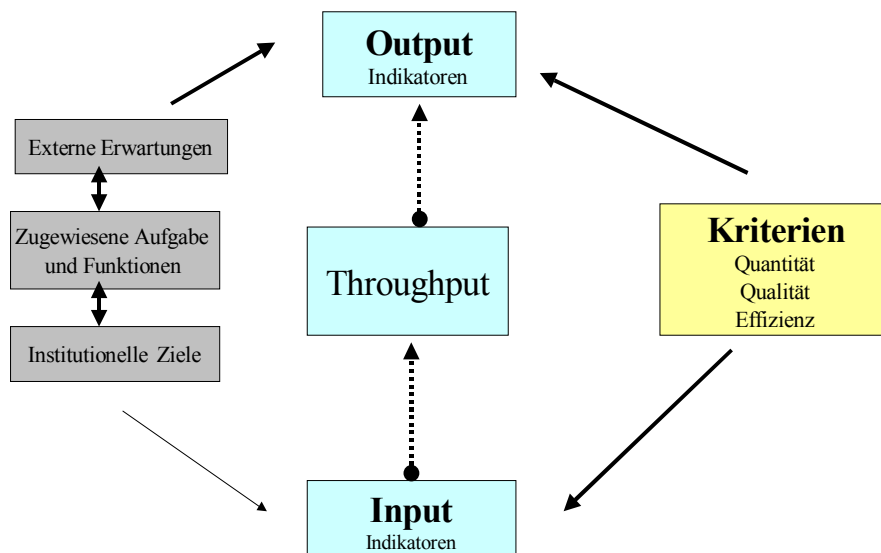 Output
Indikatoren
Externe Erwartungen
Zugewiesene Aufgabe
und Funktionen
Institutionelle Ziele
Throughput
Kriterien
Quantität
Qualität
Effizienz
Input
Indikatoren